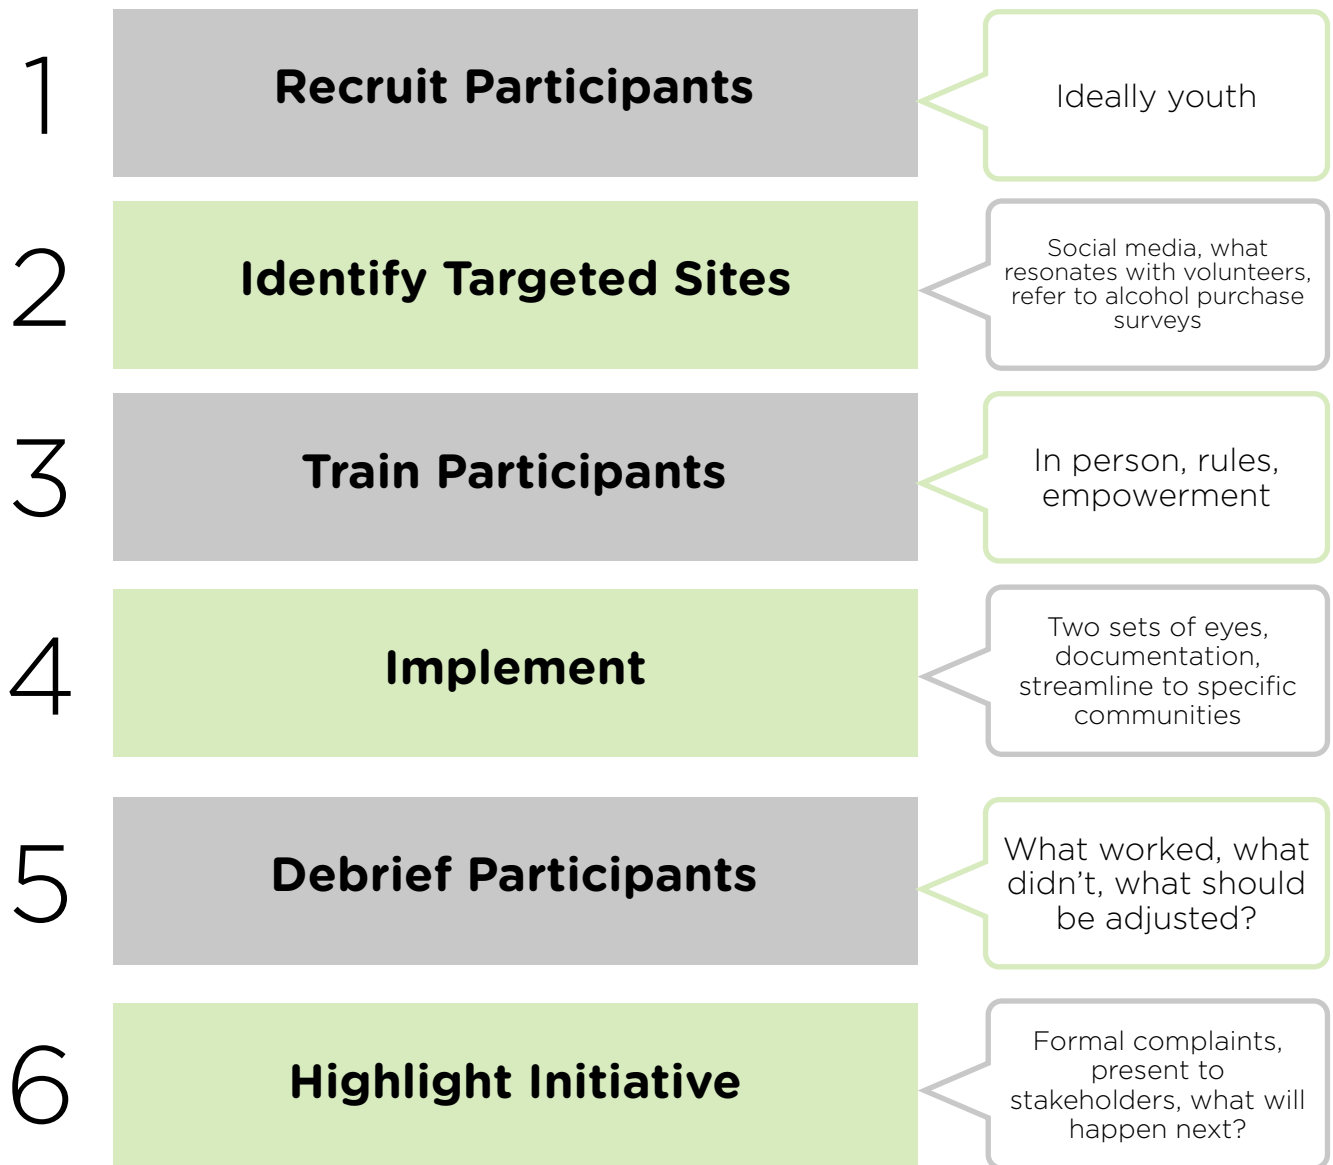 1
Recruit Participants
Ideally youth
2
Identify Targeted Sites
Social media, what
resonates with volunteers,
refer to alcohol purchase
surveys
3
Train Participants
In person, rules,
empowerment
4
Implement
Two sets of eyes,
documentation,
streamline to specific
communities
5
Debrief Participants
What worked, what
didn’t, what should
be adjusted?
6
Highlight Initiative
Formal complaints,
present to
stakeholders, what will
happen next?